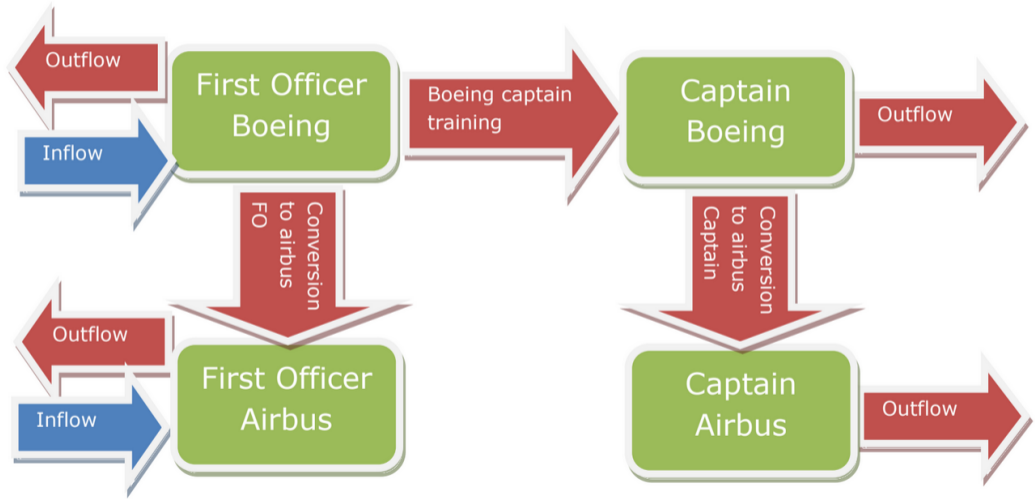 Outflow
First Officer
Boeing
Inflow
Boeing captain
training
Captain
Boeing
Outflow
Conversion
to airbus
FO
Conversion
to airbus
Captain
Outflow
First Officer
Airbus
Inflow
Captain
Airbus
Outflow